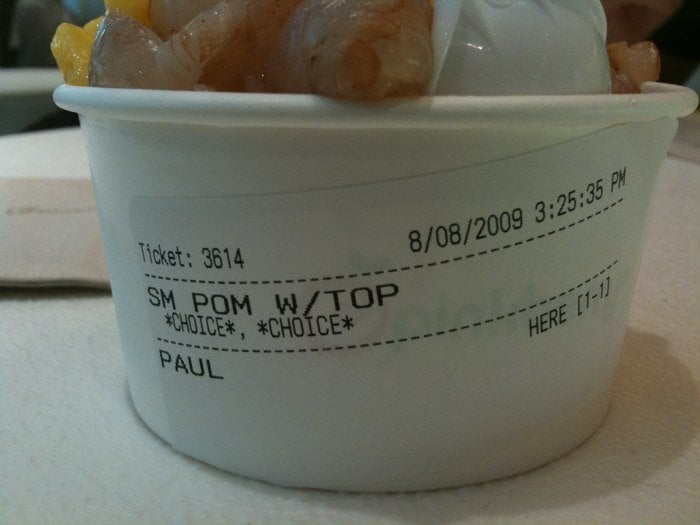 Ticket: 3614 8/08/2009 3:25:35 PM
SM POM W/TOP
*CHOICE*, *CHOICE* HERE [1-1]
PAUL